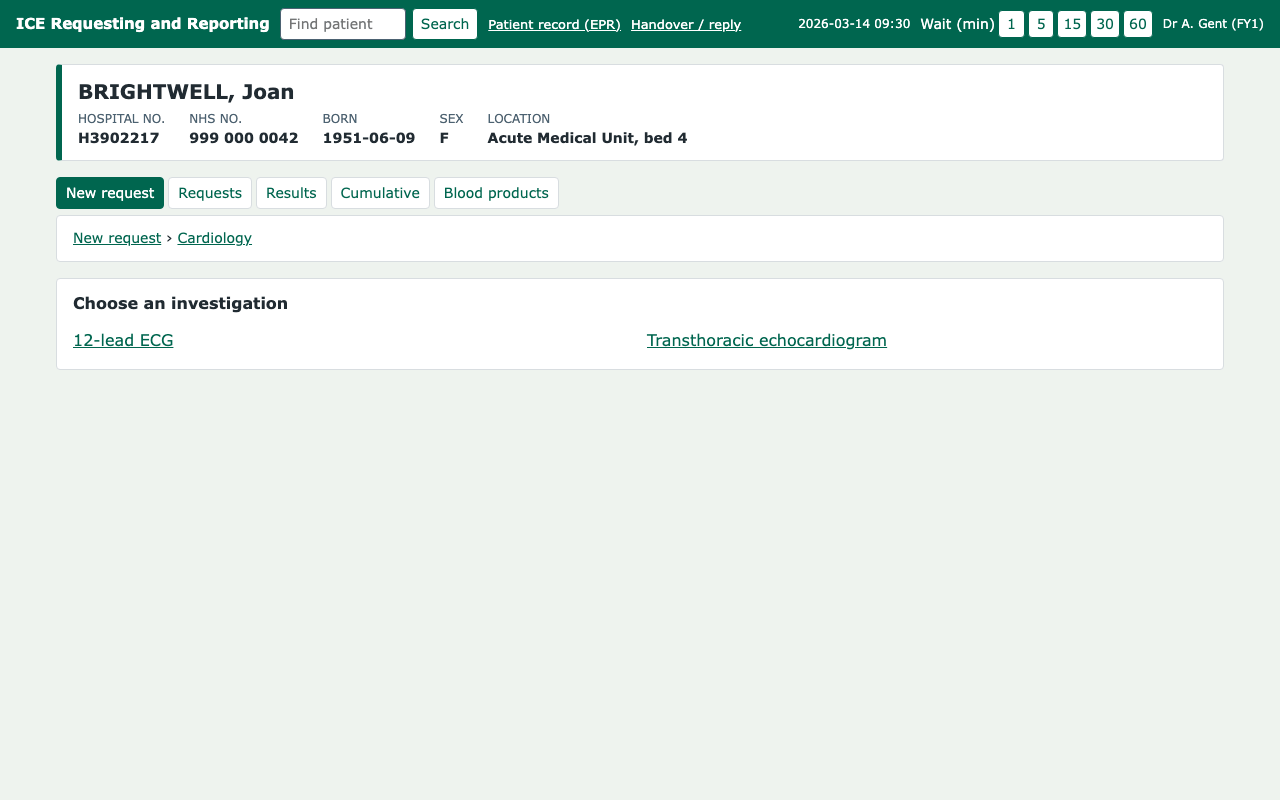 ICE Requesting and Reporting Find patient Search Patient record (EPR) Handover / reply 2026-03-14 09:30 Wait (min) 1 5 15 30 60 Dr A. Gent (FY1)
BRIGHTWELL, Joan
HOSPITAL NO. NHS NO. BORN SEX LOCATION
H3902217 999 000 0042 1951-06-09 F Acute Medical Unit, bed 4
New request Requests Results Cumulative Blood products
New request › Cardiology
Choose an investigation
12-lead ECG Transthoracic echocardiogram